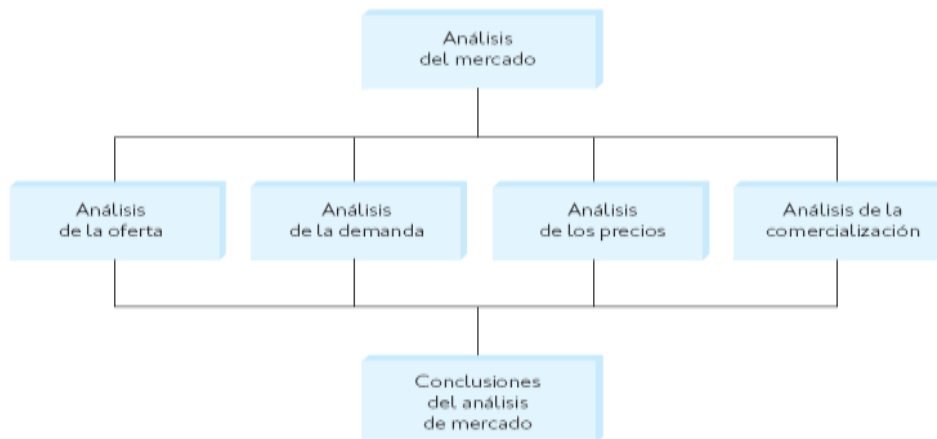 Análisis
del mercado
Análisis
de la oferta
Análisis
de la demanda
Análisis
de los precios
Análisis de la
comercialización
Conclusiones
del análisis
de mercado